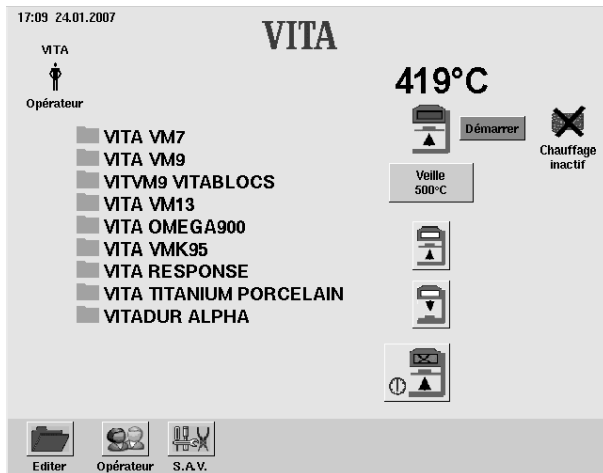 17:09 24.01.2007
VITA
VITA
Opérateur
419°C
Démarrer
Chauffage
inactif
VITA VM7
VITA VM9
VITVM9 VITABLOCS
VITA VM13
VITA OMEGA900
VITA VMK95
VITA RESPONSE
VITA TITANIUM PORCELAIN
VITADUR ALPHA
Veille
500°C
Editer
Opérateur
S.A.V.